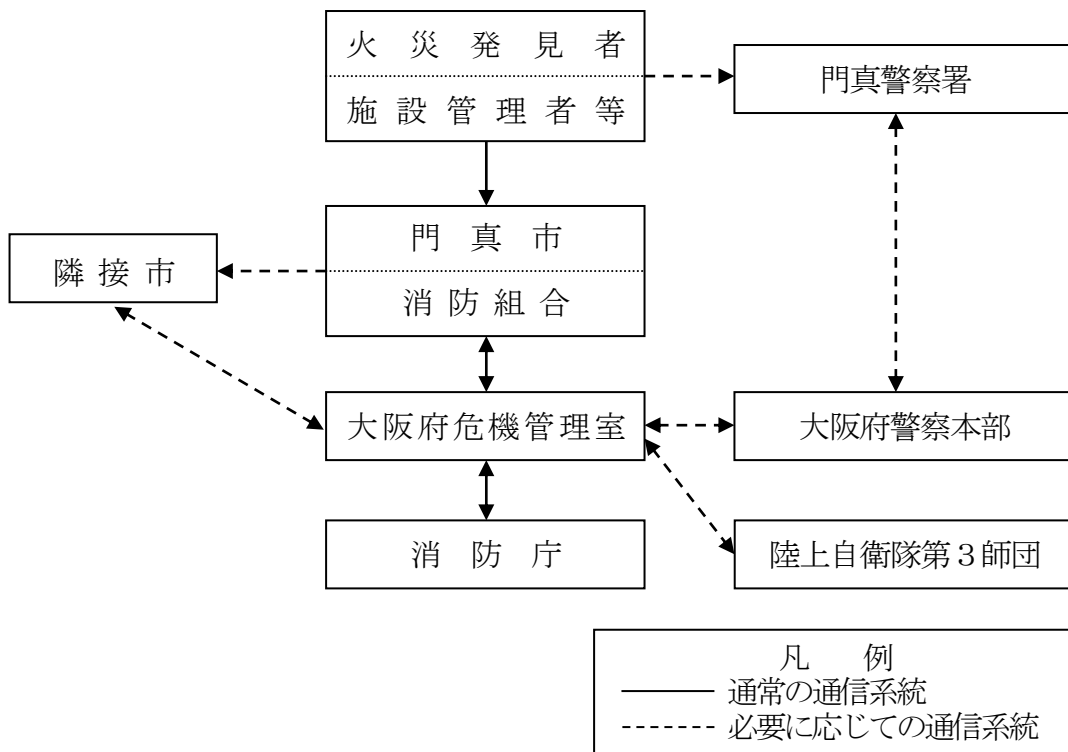 火災発見者
施設管理者等
門真警察署
門真市
消防組合
隣接市
大阪府危機管理室
大阪府警察本部
消防庁
陸上自衛隊第３師団
凡例
通常の通信系統
必要に応じての通信系統